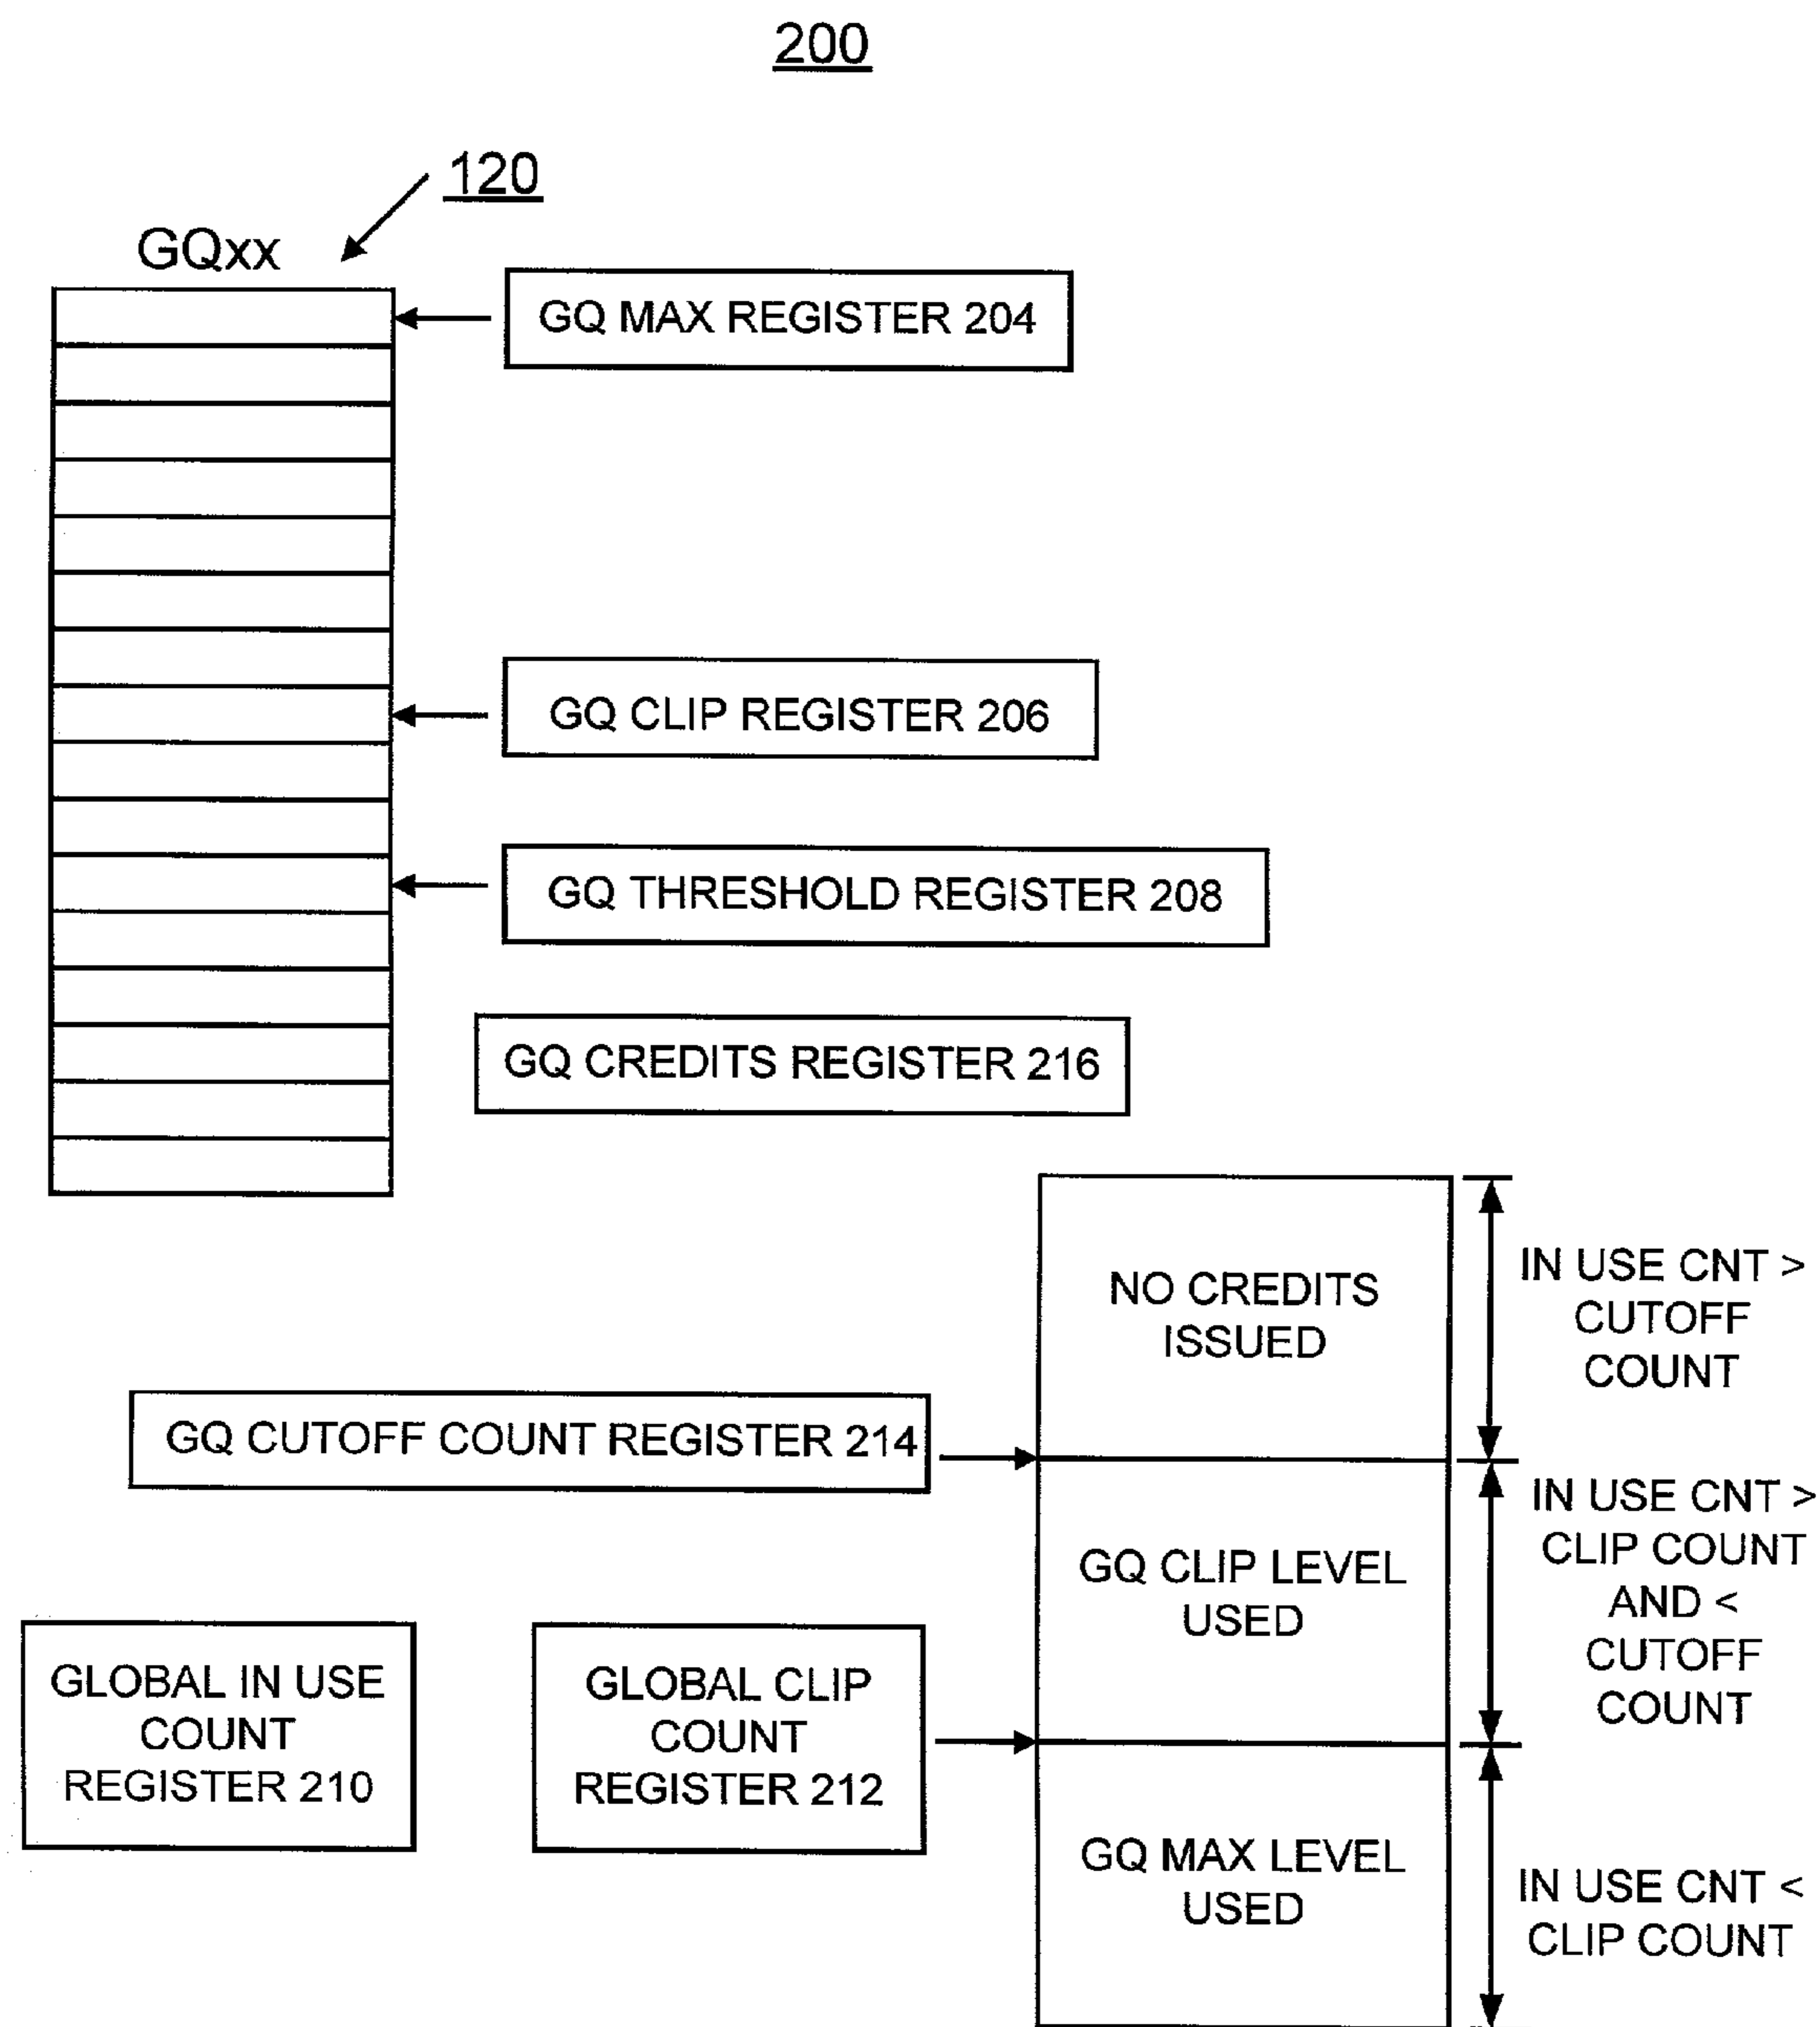 200
120
GQxx
GQ MAX REGISTER 204
GQ CLIP REGISTER 206
GQ THRESHOLD REGISTER 208
GQ CREDITS REGISTER 216
NO CREDITS
ISSUED
IN USE CNT >
CUTOFF
COUNT
GQ CUTOFF COUNT REGISTER 214
GQ CLIP LEVEL
USED
IN USE CNT >
CLIP COUNT
AND <
CUTOFF
COUNT
GLOBAL IN USE
COUNT
REGISTER 210
GLOBAL CLIP
COUNT
REGISTER 212
GQ MAX LEVEL
USED
IN USE CNT <
CLIP COUNT